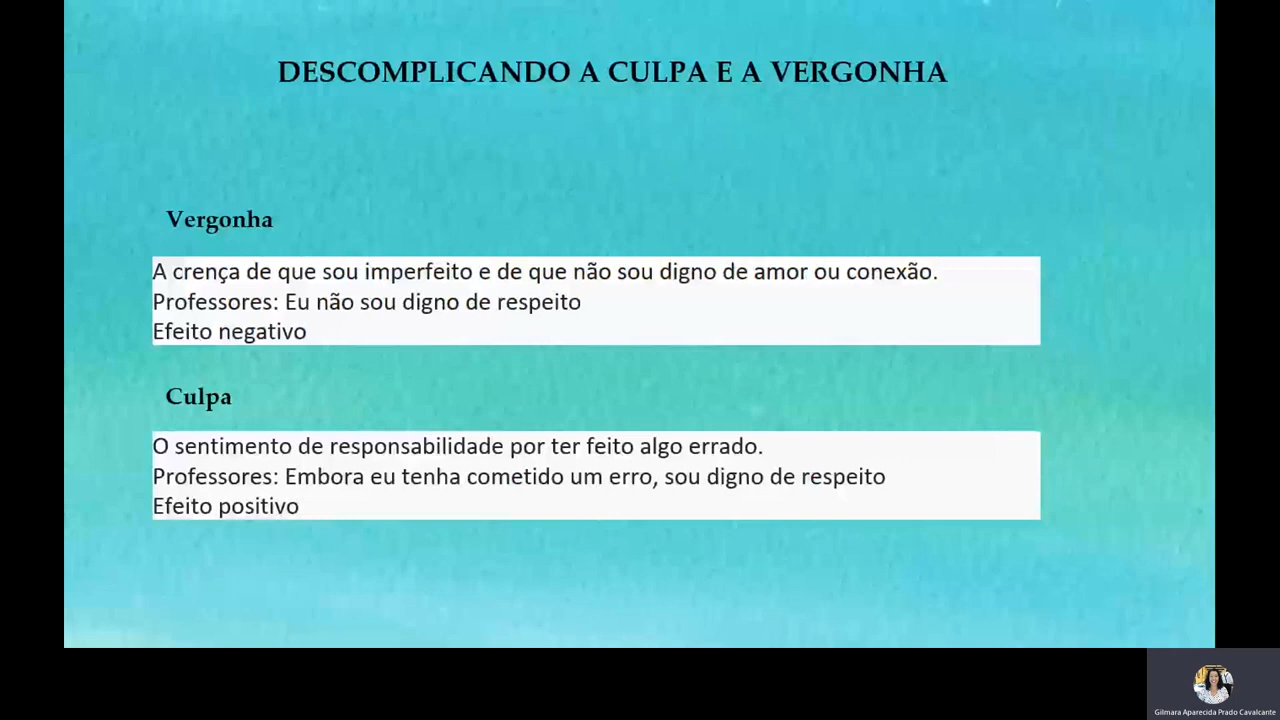 DESCOMPLICANDO A CULPA E A VERGONHA
Vergonha
A crença de que sou imperfeito e de que não sou digno de amor ou conexão.
Professores: Eu não sou digno de respeito
Efeito negativo
Culpa
O sentimento de responsabilidade por ter feito algo errado.
Professores: Embora eu tenha cometido um erro, sou digno de respeito
Efeito positivo
Gilmara Aparecida Prado Cavalcante